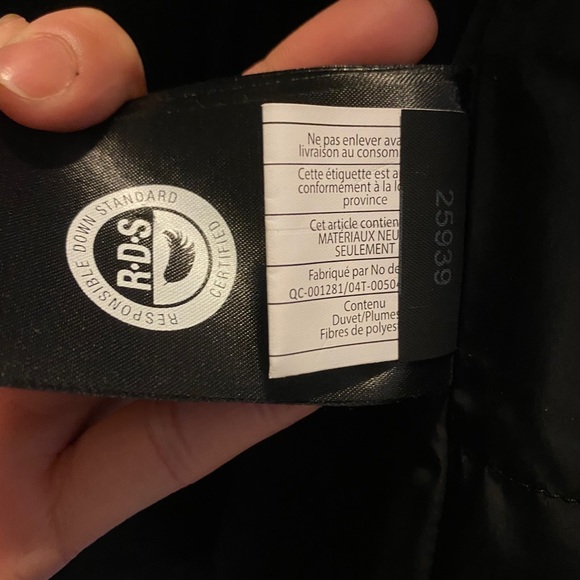 RESPONSIBLE DOWN STANDARD
CERTIFIED
R·D·S
Ne pas enlever ava
livraison au consom
Cette étiquette est a
conformément à la lo
province
Cet article contien
MATÉRIAUX NEU
SEULEMENT
Fabriqué par No de
QC-001281/04T-0050
Contenu
Duvet/Plumes
Fibres de polyes
25939